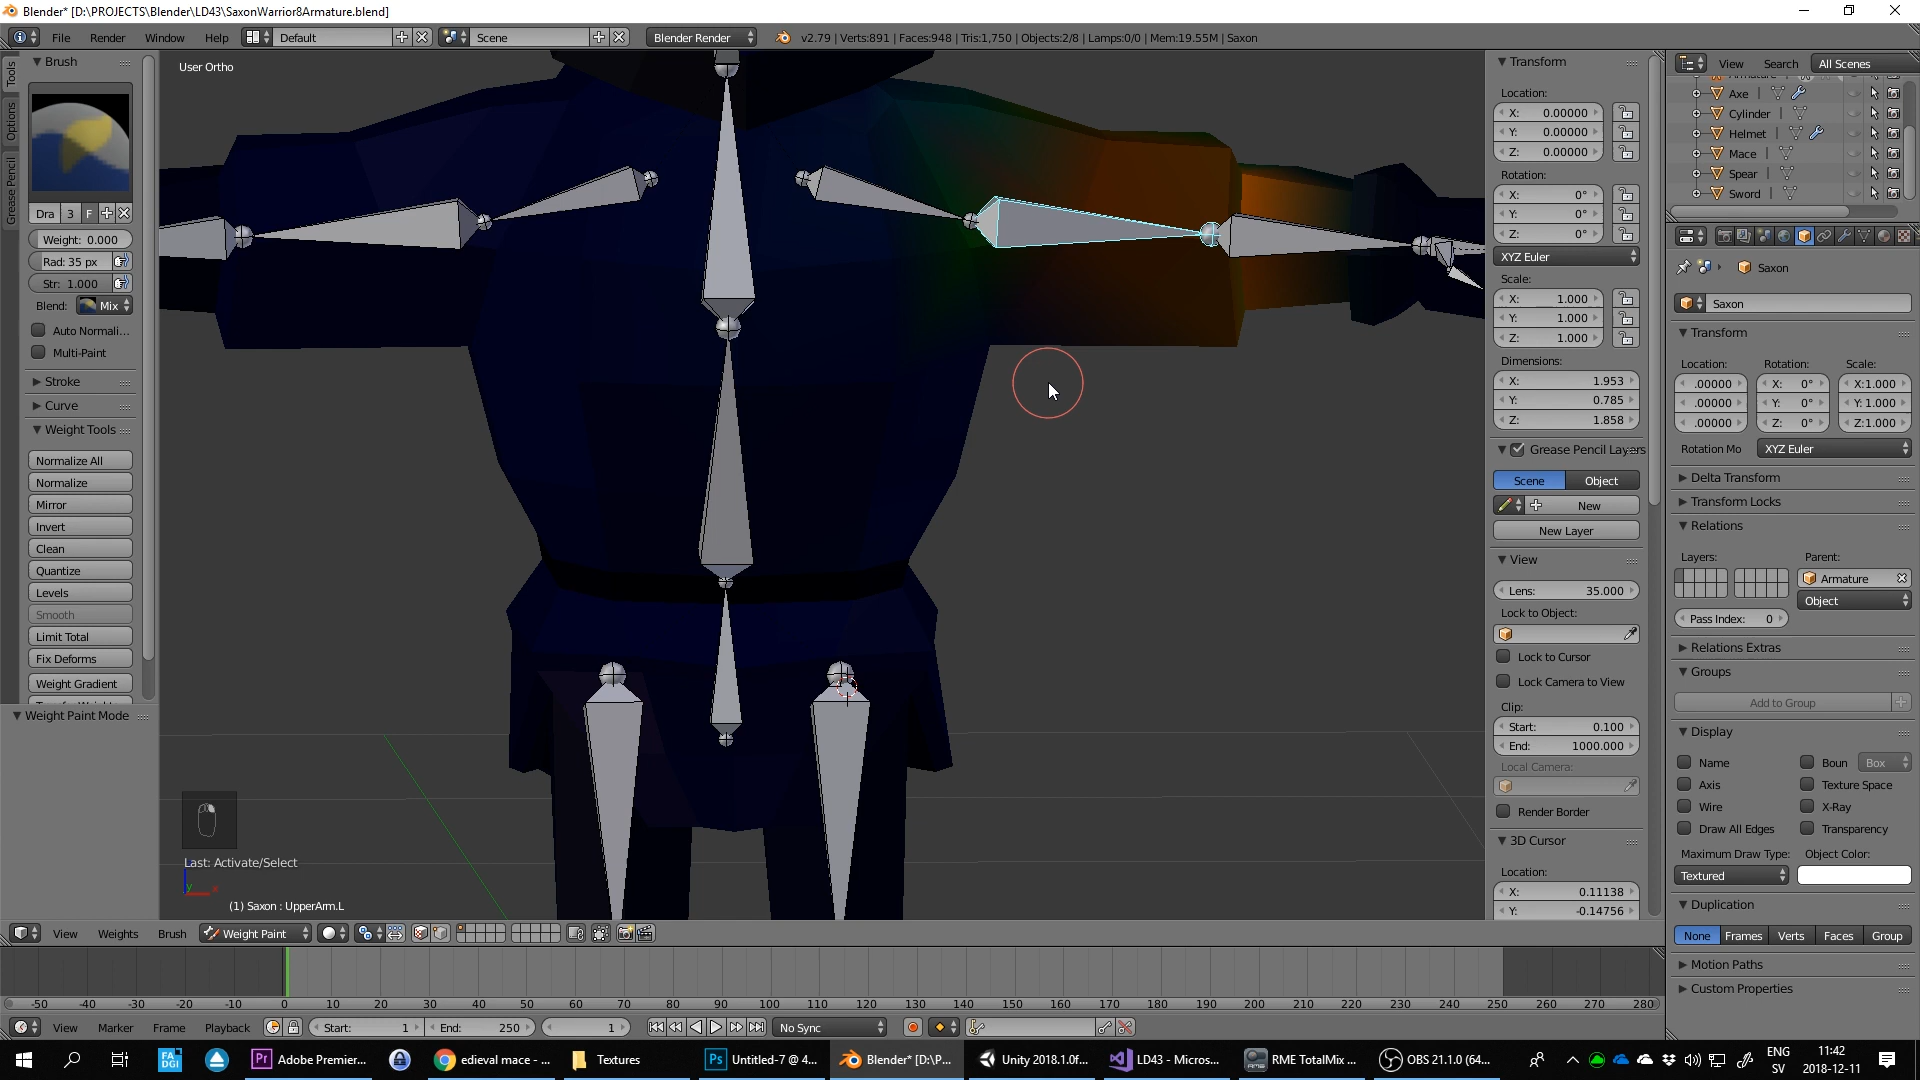 Blender* [D:\PROJECTS\Blender\LD43\SaxonWarrior8Armature.blend]
File Render Window Help Default Scene Blender Render v2.79 | Verts:891 | Faces:948 | Tris:1,750 | Objects:2/8 | Lamps:0/0 | Mem:19.55M | Saxon
Tools
Options
Grease Pencil
Brush
Dra 3 F
Weight: 0.000
Rad: 35 px
Str: 1.000
Blend: Mix
Auto Normali...
Multi-Paint
Stroke
Curve
Weight Tools
Normalize All
Normalize
Mirror
Invert
Clean
Quantize
Levels
Smooth
Limit Total
Fix Deforms
Weight Gradient
Weight Paint Mode
User Ortho
Last: Activate/Select
(1) Saxon : UpperArm.L
View Weights Brush Weight Paint
Transform
Location:
X: 0.00000
Y: 0.00000
Z: 0.00000
Rotation:
X: 0°
Y: 0°
Z: 0°
XYZ Euler
Scale:
X: 1.000
Y: 1.000
Z: 1.000
Dimensions:
X: 1.953
Y: 0.785
Z: 1.858
Grease Pencil Layers
Scene Object
New
New Layer
View
Lens: 35.000
Lock to Object:
Lock to Cursor
Lock Camera to View
Clip:
Start: 0.100
End: 1000.000
Local Camera:
Render Border
3D Cursor
Location:
X: 0.11138
Y: -0.14756
View Search All Scenes
Axe
Cylinder
Helmet
Mace
Spear
Sword
Saxon
Saxon
Transform
Location: Rotation: Scale:
.00000 X: 0° X:1.000
.00000 Y: 0° Y: 1.000
.00000 Z: 0° Z:1.000
Rotation Mo XYZ Euler
Delta Transform
Transform Locks
Relations
Layers: Parent:
Armature
Object
Pass Index: 0
Relations Extras
Groups
Add to Group
Display
Name Boun Box
Axis Texture Space
Wire X-Ray
Draw All Edges Transparency
Maximum Draw Type: Object Color:
Textured
Duplication
None Frames Verts Faces Group
Motion Paths
Custom Properties
-50 -40 -30 -20 -10 0 10 20 30 40 50 60 70 80 90 100 110 120 130 140 150 160 170 180 190 200 210 220 230 240 250 260 270 280
View Marker Frame Playback Start: 1 End: 250 1 No Sync
FADGI Adobe Premier... edieval mace - ... Textures Untitled-7 @ 4... Blender* [D:\P... Unity 2018.1.0f... LD43 - Micros... RME TotalMix ... OBS 21.1.0 (64... ENG 11:42
SV 2018-12-11